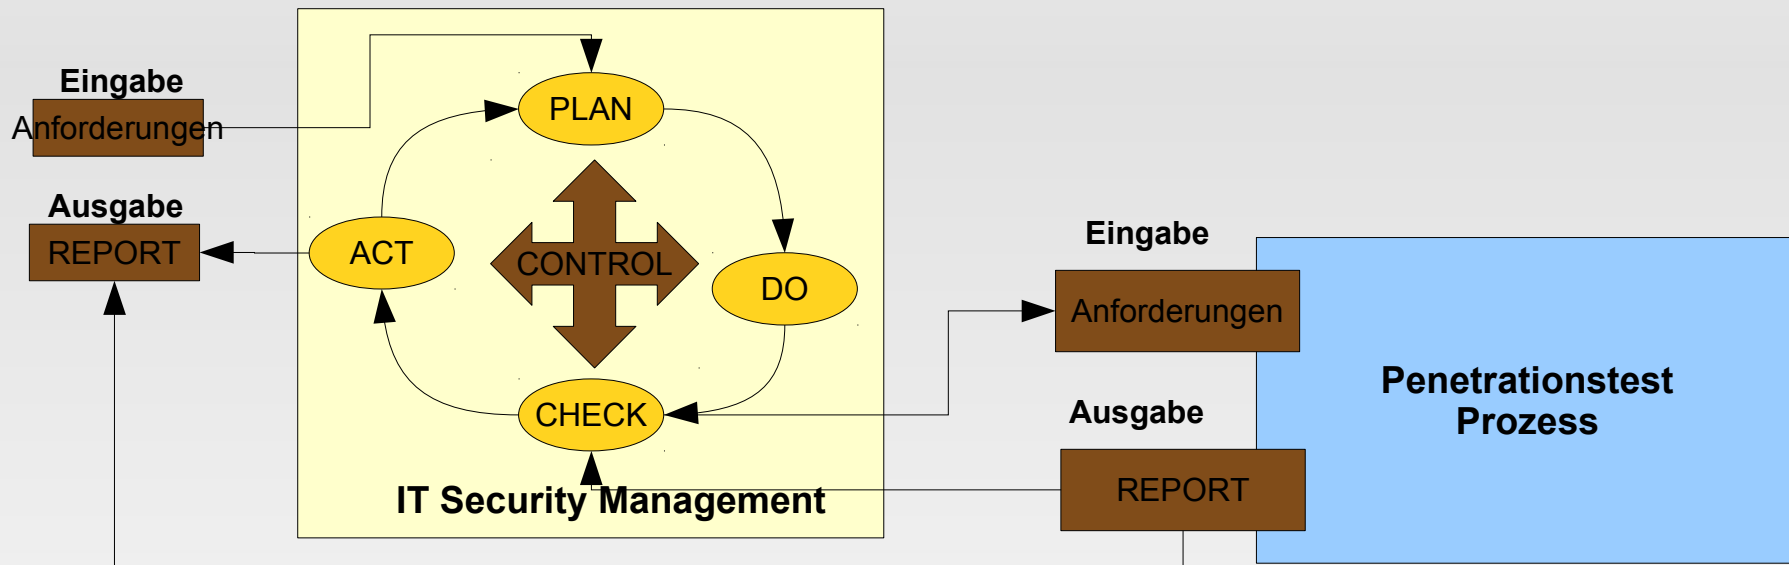 Eingabe
Anforderungen
Ausgabe
REPORT
PLAN
ACT
CONTROL
DO
CHECK
IT Security Management
Eingabe
Anforderungen
Ausgabe
REPORT
Penetrationstest
Prozess